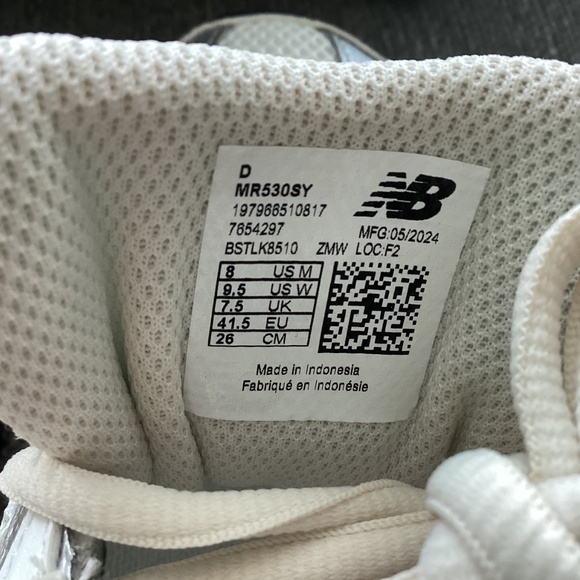 D
MR530SY
197966510817
7654297
MFG:05/2024
BSTLK8510 ZMW LOC:F2
NB
8 US M
9.5 US W
7.5 UK
41.5 EU
26 CM
Made in Indonesia
Fabriqué en Indonésie